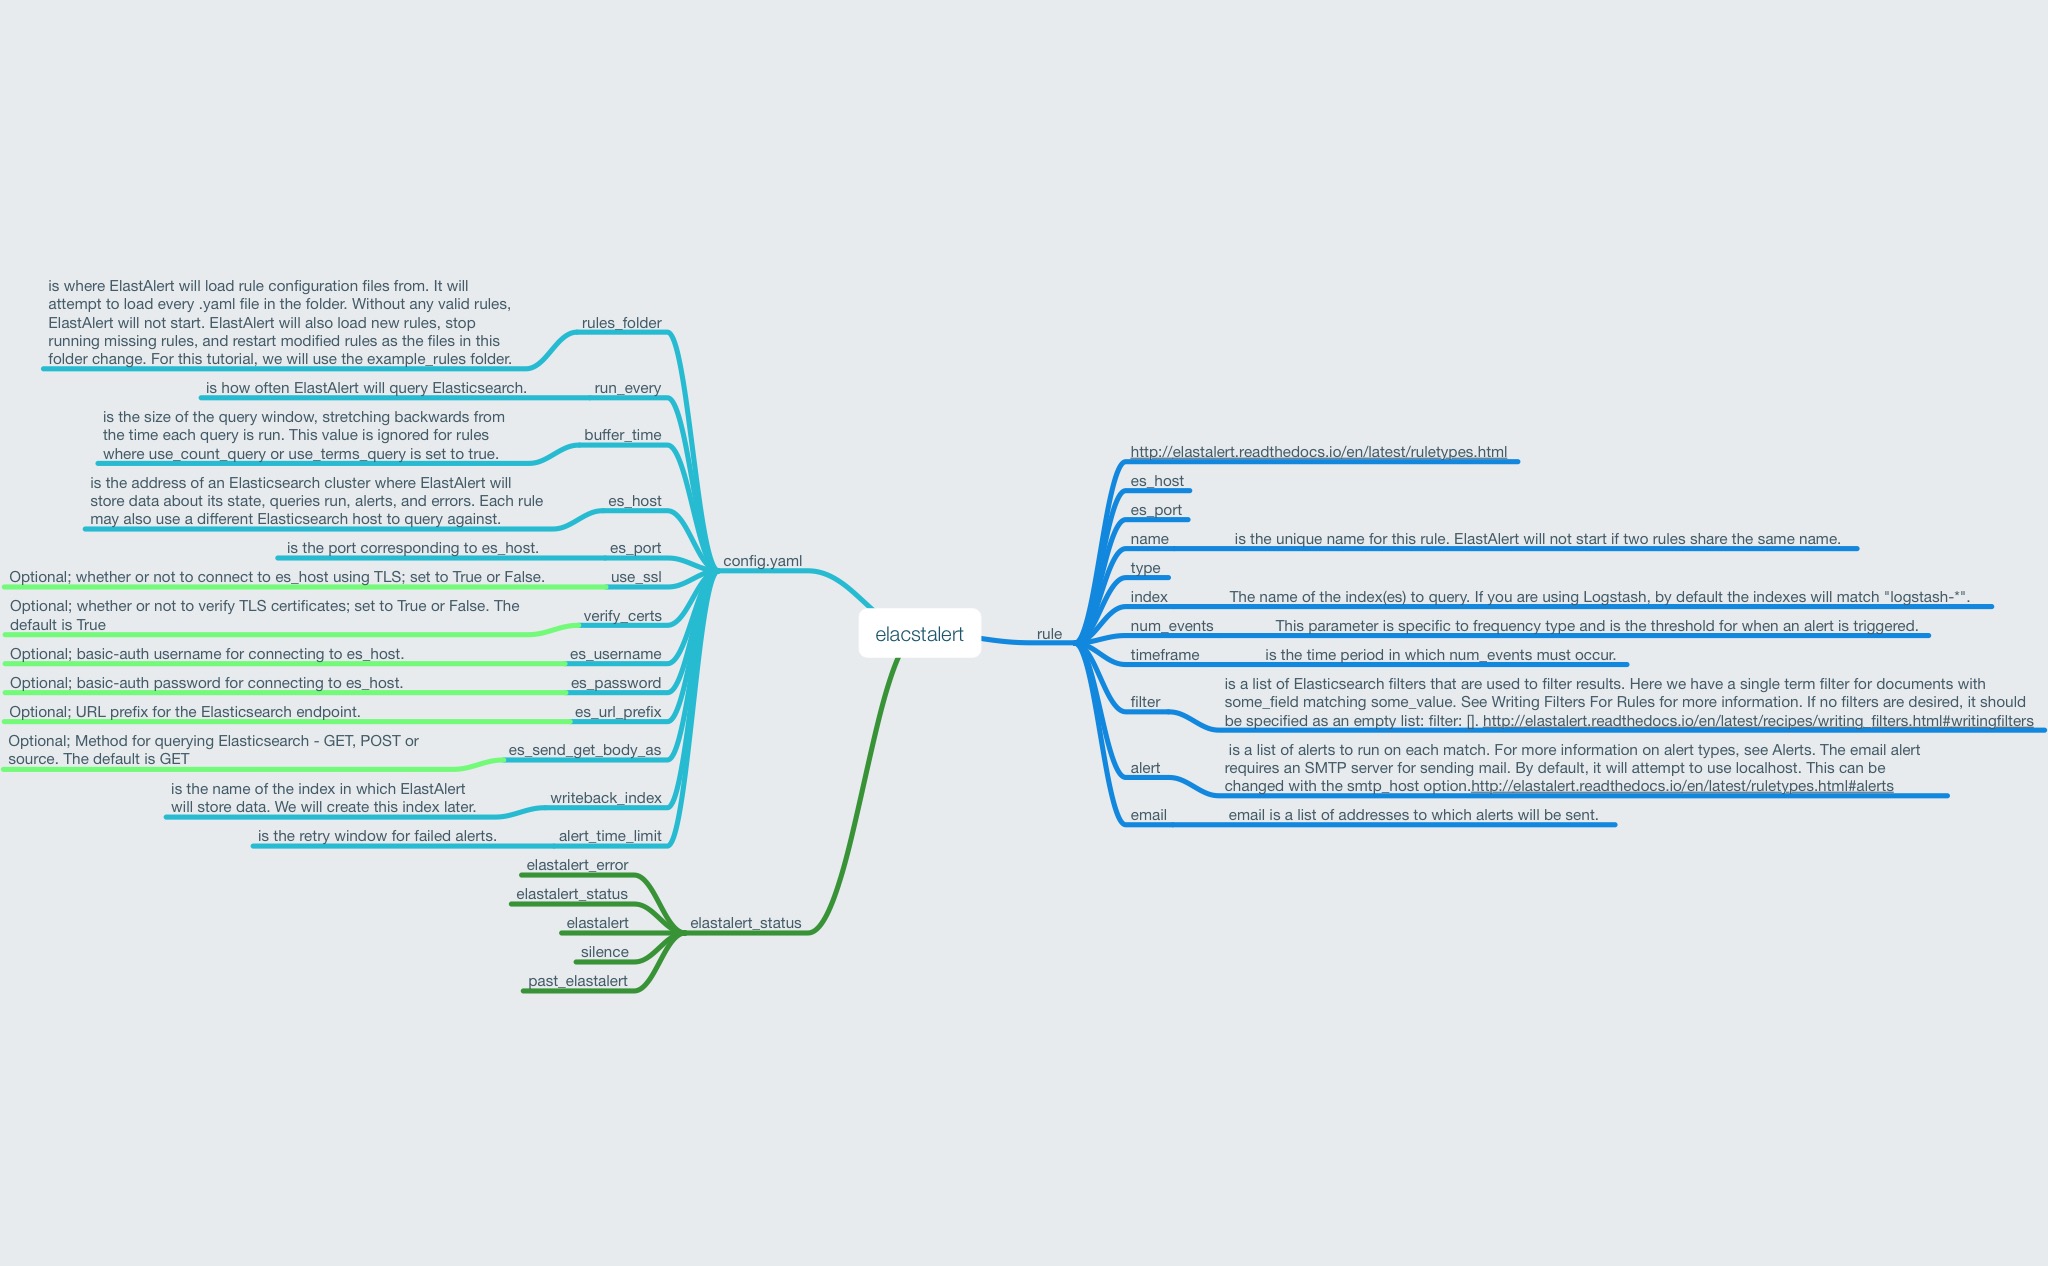 elacstalert
config.yaml
rules_folder
is where ElastAlert will load rule configuration files from. It will
attempt to load every .yaml file in the folder. Without any valid rules,
ElastAlert will not start. ElastAlert will also load new rules, stop
running missing rules, and restart modified rules as the files in this
folder change. For this tutorial, we will use the example_rules folder.
run_every
is how often ElastAlert will query Elasticsearch.
buffer_time
is the size of the query window, stretching backwards from
the time each query is run. This value is ignored for rules
where use_count_query or use_terms_query is set to true.
es_host
is the address of an Elasticsearch cluster where ElastAlert will
store data about its state, queries run, alerts, and errors. Each rule
may also use a different Elasticsearch host to query against.
es_port
is the port corresponding to es_host.
use_ssl
Optional; whether or not to connect to es_host using TLS; set to True or False.
verify_certs
Optional; whether or not to verify TLS certificates; set to True or False. The
default is True
es_username
Optional; basic-auth username for connecting to es_host.
es_password
Optional; basic-auth password for connecting to es_host.
es_url_prefix
Optional; URL prefix for the Elasticsearch endpoint.
es_send_get_body_as
Optional; Method for querying Elasticsearch - GET, POST or
source. The default is GET
writeback_index
is the name of the index in which ElastAlert
will store data. We will create this index later.
alert_time_limit
is the retry window for failed alerts.
elastalert_status
elastalert_error
elastalert_status
elastalert
silence
past_elastalert
rule
http://elastalert.readthedocs.io/en/latest/ruletypes.html
es_host
es_port
name
is the unique name for this rule. ElastAlert will not start if two rules share the same name.
type
index
The name of the index(es) to query. If you are using Logstash, by default the indexes will match "logstash-*".
num_events
This parameter is specific to frequency type and is the threshold for when an alert is triggered.
timeframe
is the time period in which num_events must occur.
filter
is a list of Elasticsearch filters that are used to filter results. Here we have a single term filter for documents with
some_field matching some_value. See Writing Filters For Rules for more information. If no filters are desired, it should
be specified as an empty list: filter: []. http://elastalert.readthedocs.io/en/latest/recipes/writing_filters.html#writingfilters
alert
is a list of alerts to run on each match. For more information on alert types, see Alerts. The email alert
requires an SMTP server for sending mail. By default, it will attempt to use localhost. This can be
changed with the smtp_host option.http://elastalert.readthedocs.io/en/latest/ruletypes.html#alerts
email
email is a list of addresses to which alerts will be sent.